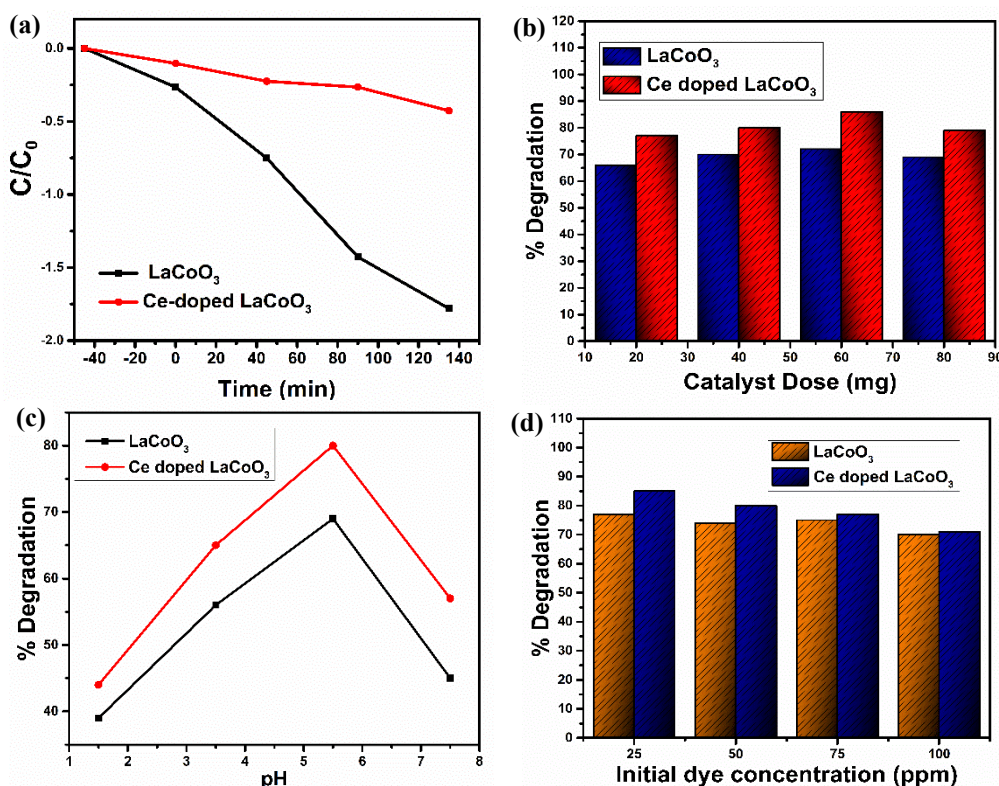 (a)
0.0
-0.5
-1.0
-1.5
-2.0
C/C₀
LaCoO₃
Ce-doped LaCoO₃
-40 -20 0 20 40 60 80 100 120 140
Time (min)
(b)
120
110
100
90
80
70
60
50
40
30
20
10
0
% Degradation
LaCoO₃
Ce doped LaCoO₃
10 20 30 40 50 60 70 80 90
Catalyst Dose (mg)
(c)
80
70
60
50
40
% Degradation
LaCoO₃
Ce doped LaCoO₃
1 2 3 4 5 6 7 8
pH
(d)
110
100
90
80
70
60
50
40
30
20
10
0
% Degradation
LaCoO₃
Ce doped LaCoO₃
25 50 75 100
Initial dye concentration (ppm)